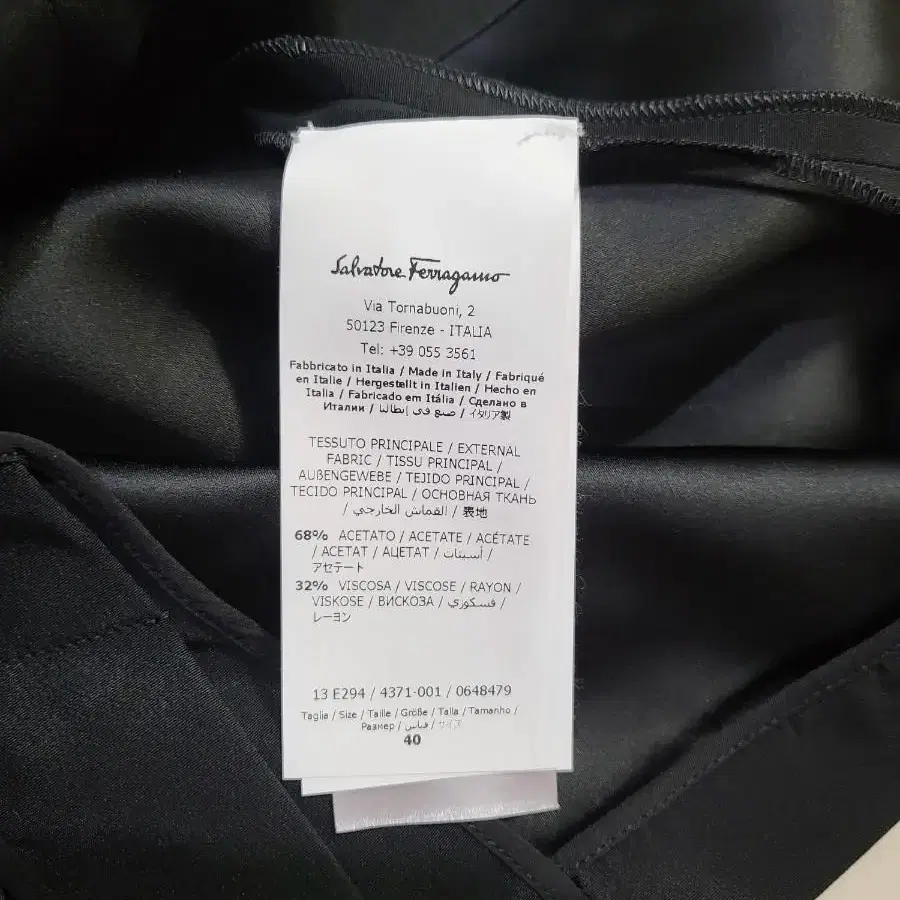 Salvatore Ferragamo
Via Tornabuoni, 2
50123 Firenze - ITALIA
Tel: +39 055 3561
Fabbricato in Italia / Made in Italy / Fabriqué
en Italie / Hergestellt in Italien / Hecho en
Italia / Fabricado em Itália / Сделано в
Италии / صنع في إيطاليا / イタリア製
TESSUTO PRINCIPALE / EXTERNAL
FABRIC / TISSU PRINCIPAL /
AUßENGEWEBE / TEJIDO PRINCIPAL /
TECIDO PRINCIPAL / ОСНОВНАЯ ТКАНЬ
/ القماش الخارجي / 表地
68% ACETATO / ACETATE / ACÉTATE
/ ACETAT / АЦЕТАТ / أسيتات /
アセテート
32% VISCOSA / VISCOSE / RAYON /
VISKOSE / ВИСКОЗА / فسكوزي /
レーヨン
13 E294 / 4371-001 / 0648479
Taglia / Size / Taille / Größe / Talla / Tamanho /
Размер / قياس / サイズ
40